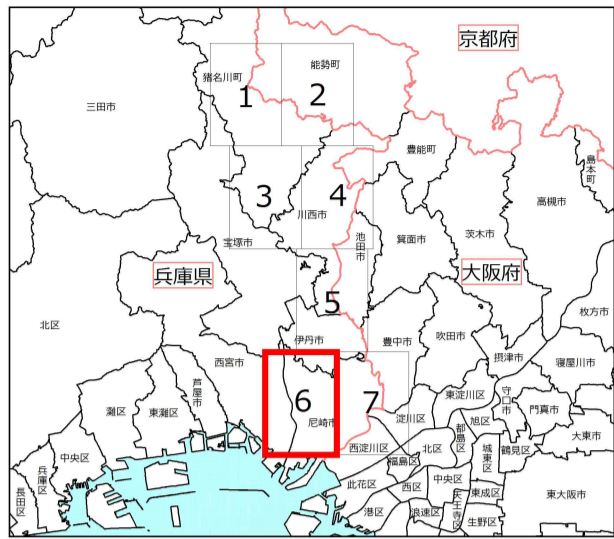 京都府
能勢町
猪名川町
1
2
三田市
豊能町
島本町
高槻市
3
4
川西市
茨木市
箕面市
池田市
宝塚市
兵庫県
大阪府
5
枚方市
北区
伊丹市
豊中市
吹田市
摂津市
寝屋川市
西宮市
芦屋市
6
尼崎市
7
東淀川区
守口市
門真市
灘区
東灘区
淀川区
旭区
都島区
大東市
西淀川区
北区
城東区
鶴見区
中央区
福島区
兵庫区
此花区
西区
中央区
東成区
長田区
港区
浪速区
天王寺区
生野区
東大阪市